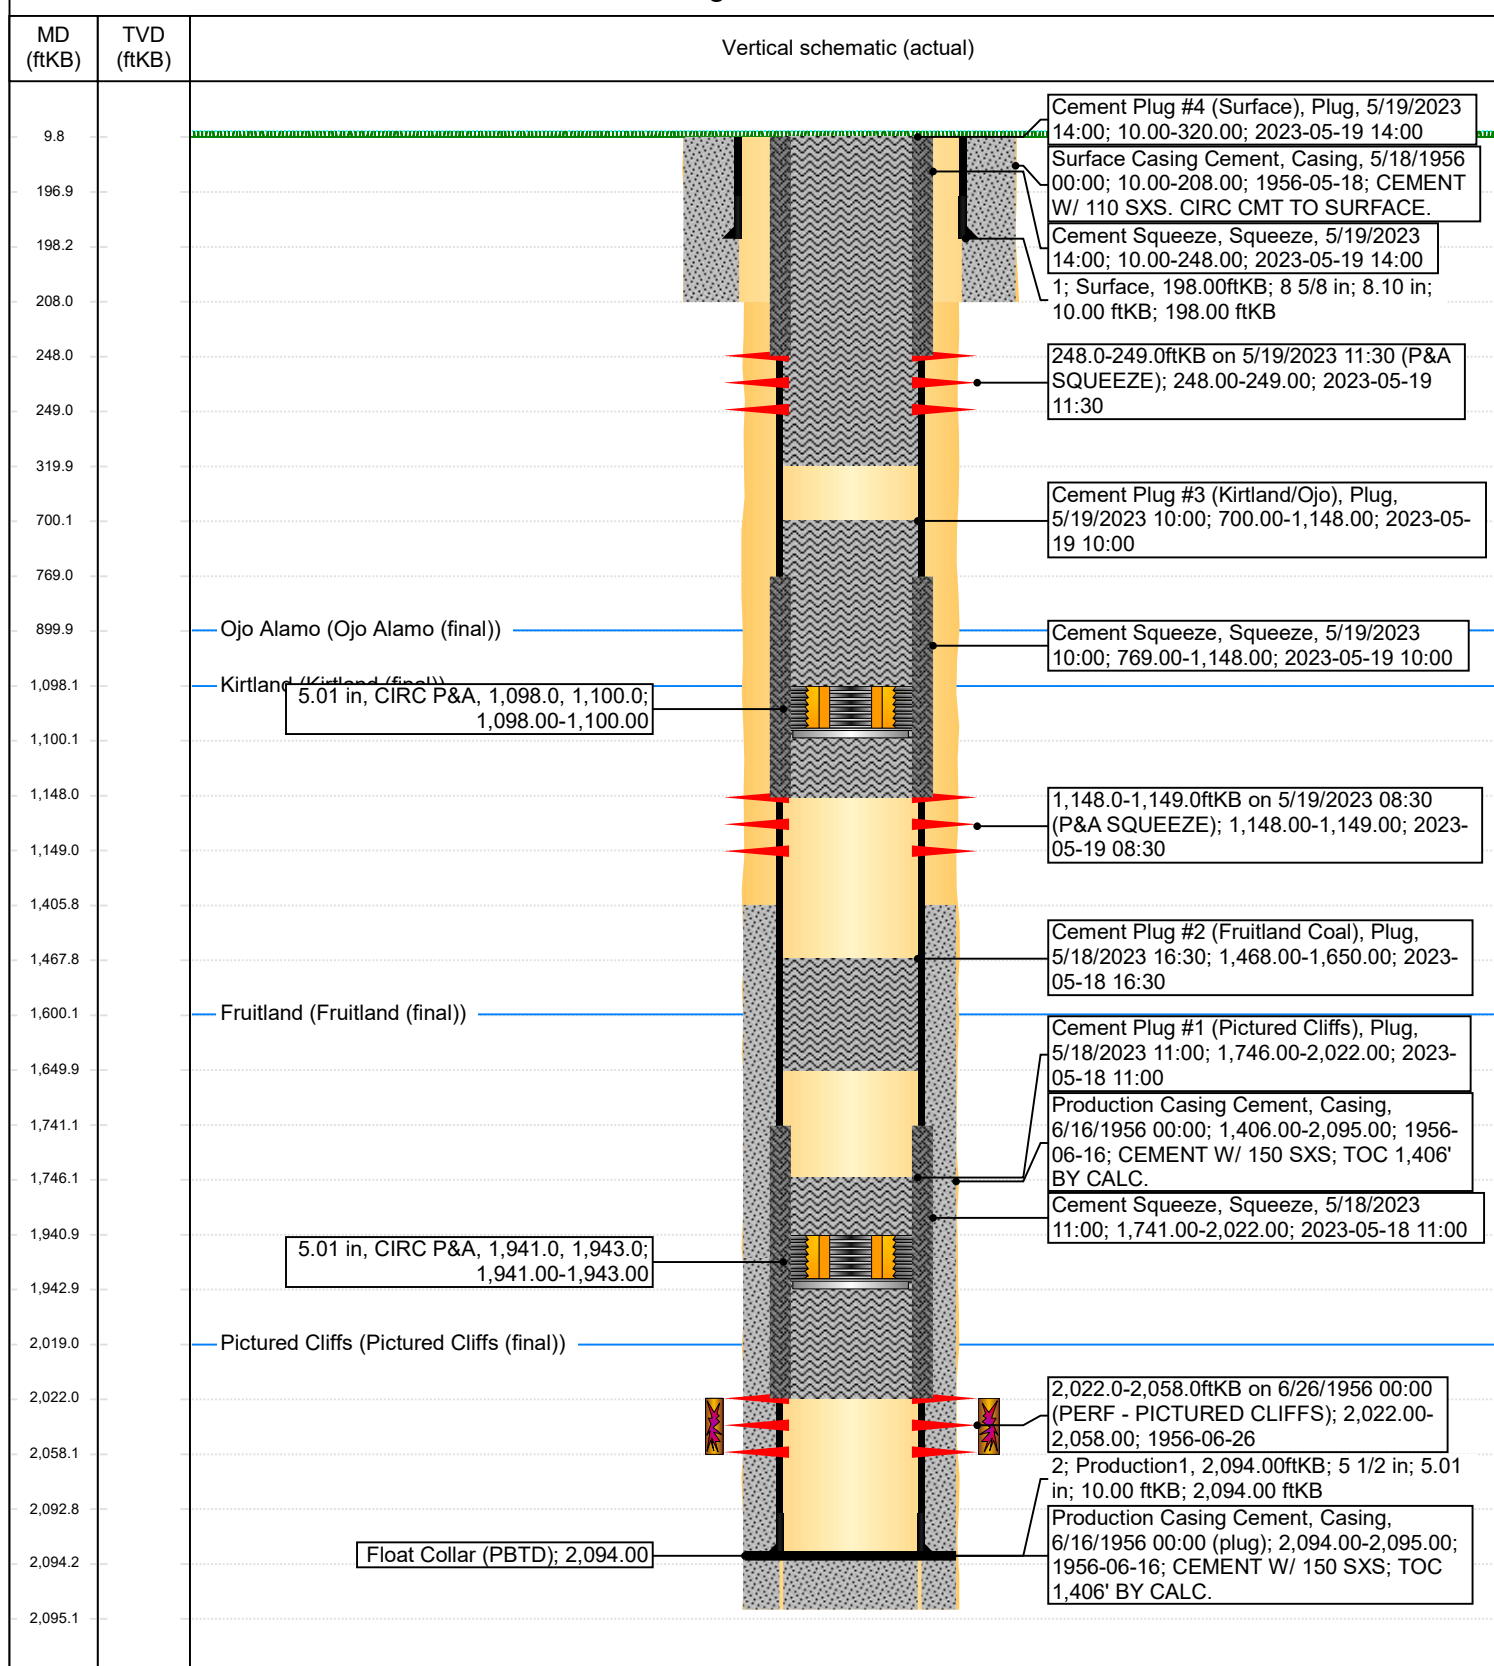 MD
(ftKB)
TVD
(ftKB)
Vertical schematic (actual)
9.8
196.9
198.2
208.0
248.0
249.0
319.9
700.1
769.0
899.9
1,098.1
1,100.1
1,148.0
1,149.0
1,405.8
1,467.8
1,600.1
1,649.9
1,741.1
1,746.1
1,940.9
1,942.9
2,019.0
2,022.0
2,058.1
2,092.8
2,094.2
2,095.1
Ojo Alamo (Ojo Alamo (final))
Kirtland (Kirtland (final))
5.01 in, CIRC P&A, 1,098.0, 1,100.0;
1,098.00-1,100.00
Fruitland (Fruitland (final))
5.01 in, CIRC P&A, 1,941.0, 1,943.0;
1,941.00-1,943.00
Pictured Cliffs (Pictured Cliffs (final))
Float Collar (PBTD); 2,094.00
Cement Plug #4 (Surface), Plug, 5/19/2023
14:00; 10.00-320.00; 2023-05-19 14:00
Surface Casing Cement, Casing, 5/18/1956
00:00; 10.00-208.00; 1956-05-18; CEMENT
W/ 110 SXS. CIRC CMT TO SURFACE.
Cement Squeeze, Squeeze, 5/19/2023
14:00; 10.00-248.00; 2023-05-19 14:00
1; Surface, 198.00ftKB; 8 5/8 in; 8.10 in;
10.00 ftKB; 198.00 ftKB
248.0-249.0ftKB on 5/19/2023 11:30 (P&A
SQUEEZE); 248.00-249.00; 2023-05-19
11:30
Cement Plug #3 (Kirtland/Ojo), Plug,
5/19/2023 10:00; 700.00-1,148.00; 2023-05-
19 10:00
Cement Squeeze, Squeeze, 5/19/2023
10:00; 769.00-1,148.00; 2023-05-19 10:00
1,148.0-1,149.0ftKB on 5/19/2023 08:30
(P&A SQUEEZE); 1,148.00-1,149.00; 2023-
05-19 08:30
Cement Plug #2 (Fruitland Coal), Plug,
5/18/2023 16:30; 1,468.00-1,650.00; 2023-
05-18 16:30
Cement Plug #1 (Pictured Cliffs), Plug,
5/18/2023 11:00; 1,746.00-2,022.00; 2023-
05-18 11:00
Production Casing Cement, Casing,
6/16/1956 00:00; 1,406.00-2,095.00; 1956-
06-16; CEMENT W/ 150 SXS; TOC 1,406'
BY CALC.
Cement Squeeze, Squeeze, 5/18/2023
11:00; 1,741.00-2,022.00; 2023-05-18 11:00
2,022.0-2,058.0ftKB on 6/26/1956 00:00
(PERF - PICTURED CLIFFS); 2,022.00-
2,058.00; 1956-06-26
2; Production1, 2,094.00ftKB; 5 1/2 in; 5.01
in; 10.00 ftKB; 2,094.00 ftKB
Production Casing Cement, Casing,
6/16/1956 00:00 (plug); 2,094.00-2,095.00;
1956-06-16; CEMENT W/ 150 SXS; TOC
1,406' BY CALC.